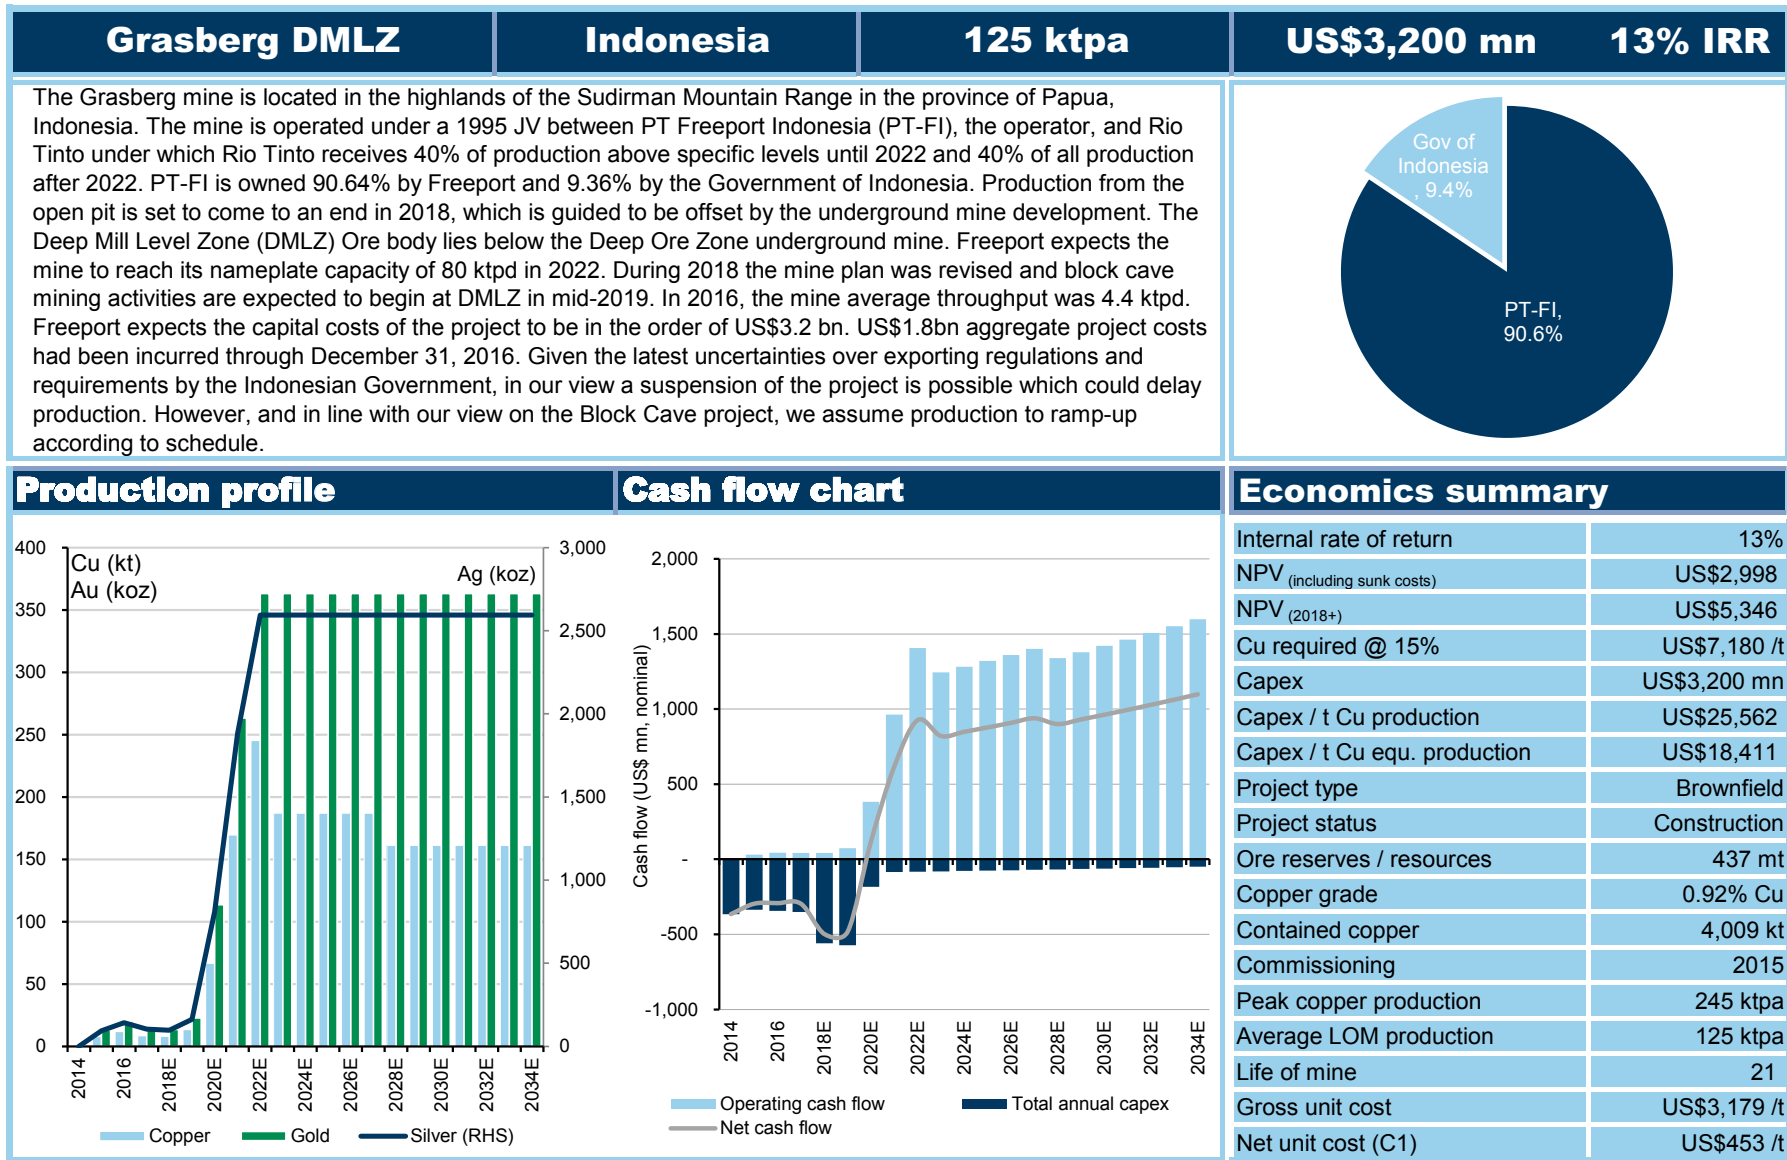 Grasberg DMLZ
Indonesia
125 ktpa
US$3,200 mn
13% IRR
The Grasberg mine is located in the highlands of the Sudirman Mountain Range in the province of Papua,
Indonesia. The mine is operated under a 1995 JV between PT Freeport Indonesia (PT-FI), the operator, and Rio
Tinto under which Rio Tinto receives 40% of production above specific levels until 2022 and 40% of all production
after 2022. PT-FI is owned 90.64% by Freeport and 9.36% by the Government of Indonesia. Production from the
open pit is set to come to an end in 2018, which is guided to be offset by the underground mine development. The
Deep Mill Level Zone (DMLZ) Ore body lies below the Deep Ore Zone underground mine. Freeport expects the
mine to reach its nameplate capacity of 80 ktpd in 2022. During 2018 the mine plan was revised and block cave
mining activities are expected to begin at DMLZ in mid-2019. In 2016, the mine average throughput was 4.4 ktpd.
Freeport expects the capital costs of the project to be in the order of US$3.2 bn. US$1.8bn aggregate project costs
had been incurred through December 31, 2016. Given the latest uncertainties over exporting regulations and
requirements by the Indonesian Government, in our view a suspension of the project is possible which could delay
production. However, and in line with our view on the Block Cave project, we assume production to ramp-up
according to schedule.
Gov of
Indonesia
, 9.4%
PT-FI,
90.6%
Production profile
400
350
300
250
200
150
100
50
0
Cu (kt)
Au (koz)
Ag (koz)
3,000
2,500
2,000
1,500
1,000
500
0
2014
2016
2018E
2020E
2022E
2024E
2026E
2028E
2030E
2032E
2034E
Copper
Gold
Silver (RHS)
Cash flow chart
Cash flow (US$ mn, nominal)
2,000
1,500
1,000
500
-
-500
-1,000
2014
2016
2018E
2020E
2022E
2024E
2026E
2028E
2030E
2032E
2034E
Operating cash flow
Total annual capex
Net cash flow
Economics summary
Internal rate of return 13%
NPV (including sunk costs) US$2,998
NPV (2018+) US$5,346
Cu required @ 15% US$7,180 /t
Capex US$3,200 mn
Capex / t Cu production US$25,562
Capex / t Cu equ. production US$18,411
Project type Brownfield
Project status Construction
Ore reserves / resources 437 mt
Copper grade 0.92% Cu
Contained copper 4,009 kt
Commissioning 2015
Peak copper production 245 ktpa
Average LOM production 125 ktpa
Life of mine 21
Gross unit cost US$3,179 /t
Net unit cost (C1) US$453 /t